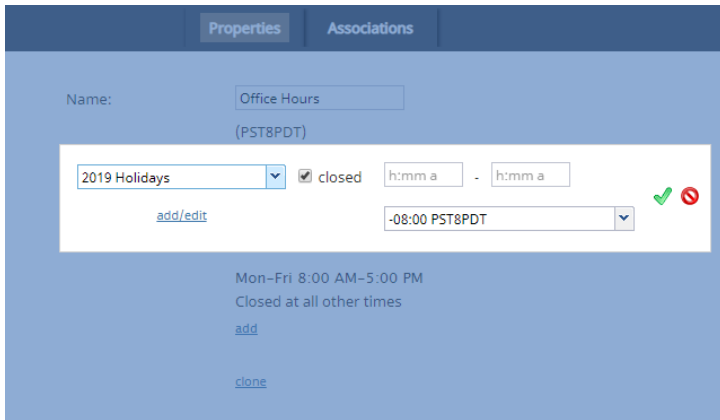 Properties Associations
Name: Office Hours
(PST8PDT)
2019 Holidays closed h:mm a - h:mm a
add/edit -08:00 PST8PDT
Mon–Fri 8:00 AM–5:00 PM
Closed at all other times
add
clone